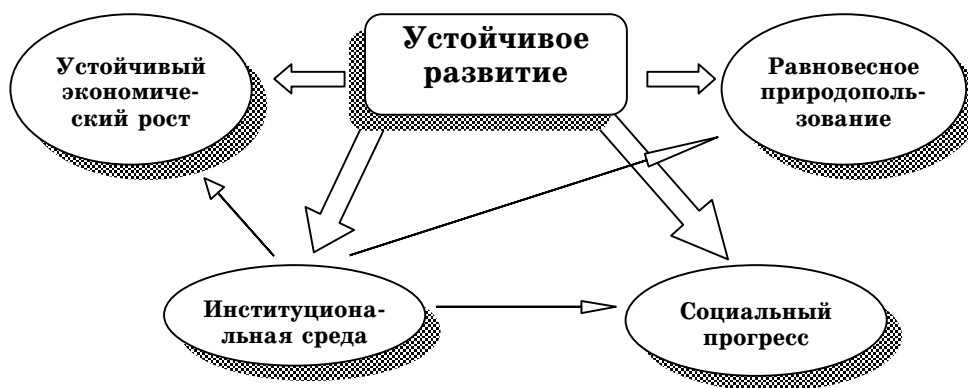 Устойчивое
развитие
Устойчивый
экономиче-
ский рост
Равновесное
природополь-
зование
Институциона-
льная среда
Социальный
прогресс